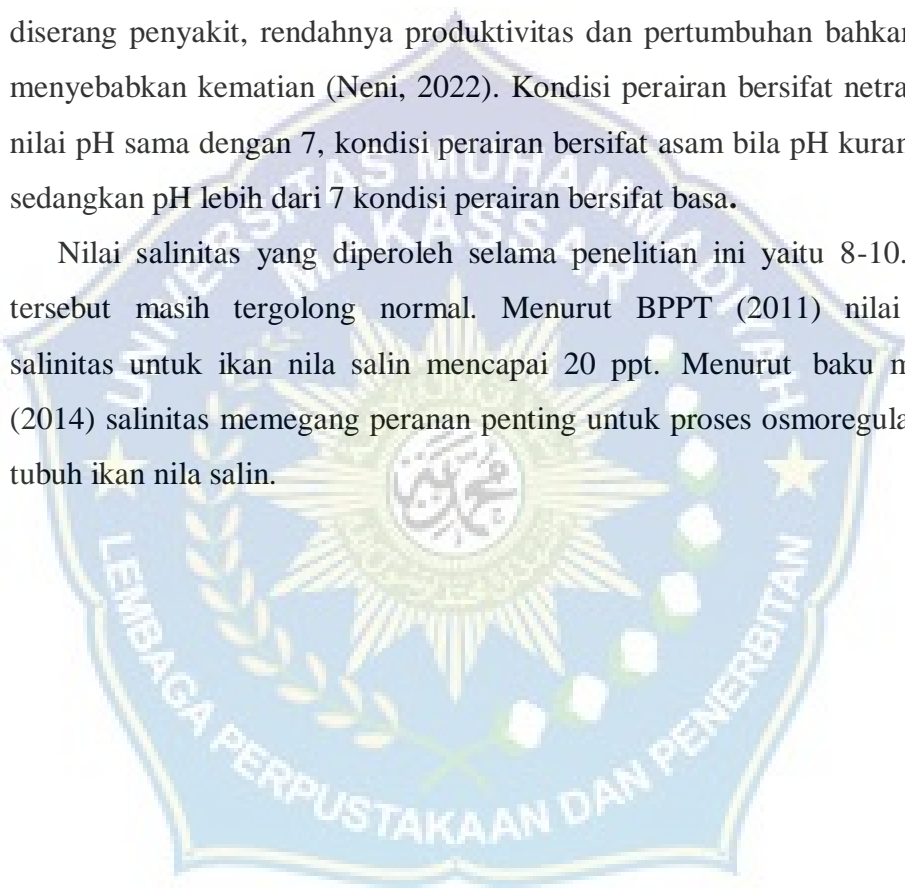 diserang penyakit, rendahnya produktivitas dan pertumbuhan bahkan
menyebabkan kematian (Neni, 2022). Kondisi perairan bersifat netra
nilai pH sama dengan 7, kondisi perairan bersifat asam bila pH kuran
sedangkan pH lebih dari 7 kondisi perairan bersifat basa.
Nilai salinitas yang diperoleh selama penelitian ini yaitu 8-10.
tersebut masih tergolong normal. Menurut BPPT (2011) nilai
salinitas untuk ikan nila salin mencapai 20 ppt. Menurut baku m
(2014) salinitas memegang peranan penting untuk proses osmoregula
tubuh ikan nila salin.
UNIVERSITAS MUHAMMADIYAH
MAKASSAR
LEMBAGA PERPUSTAKAAN DAN PENERBITAN